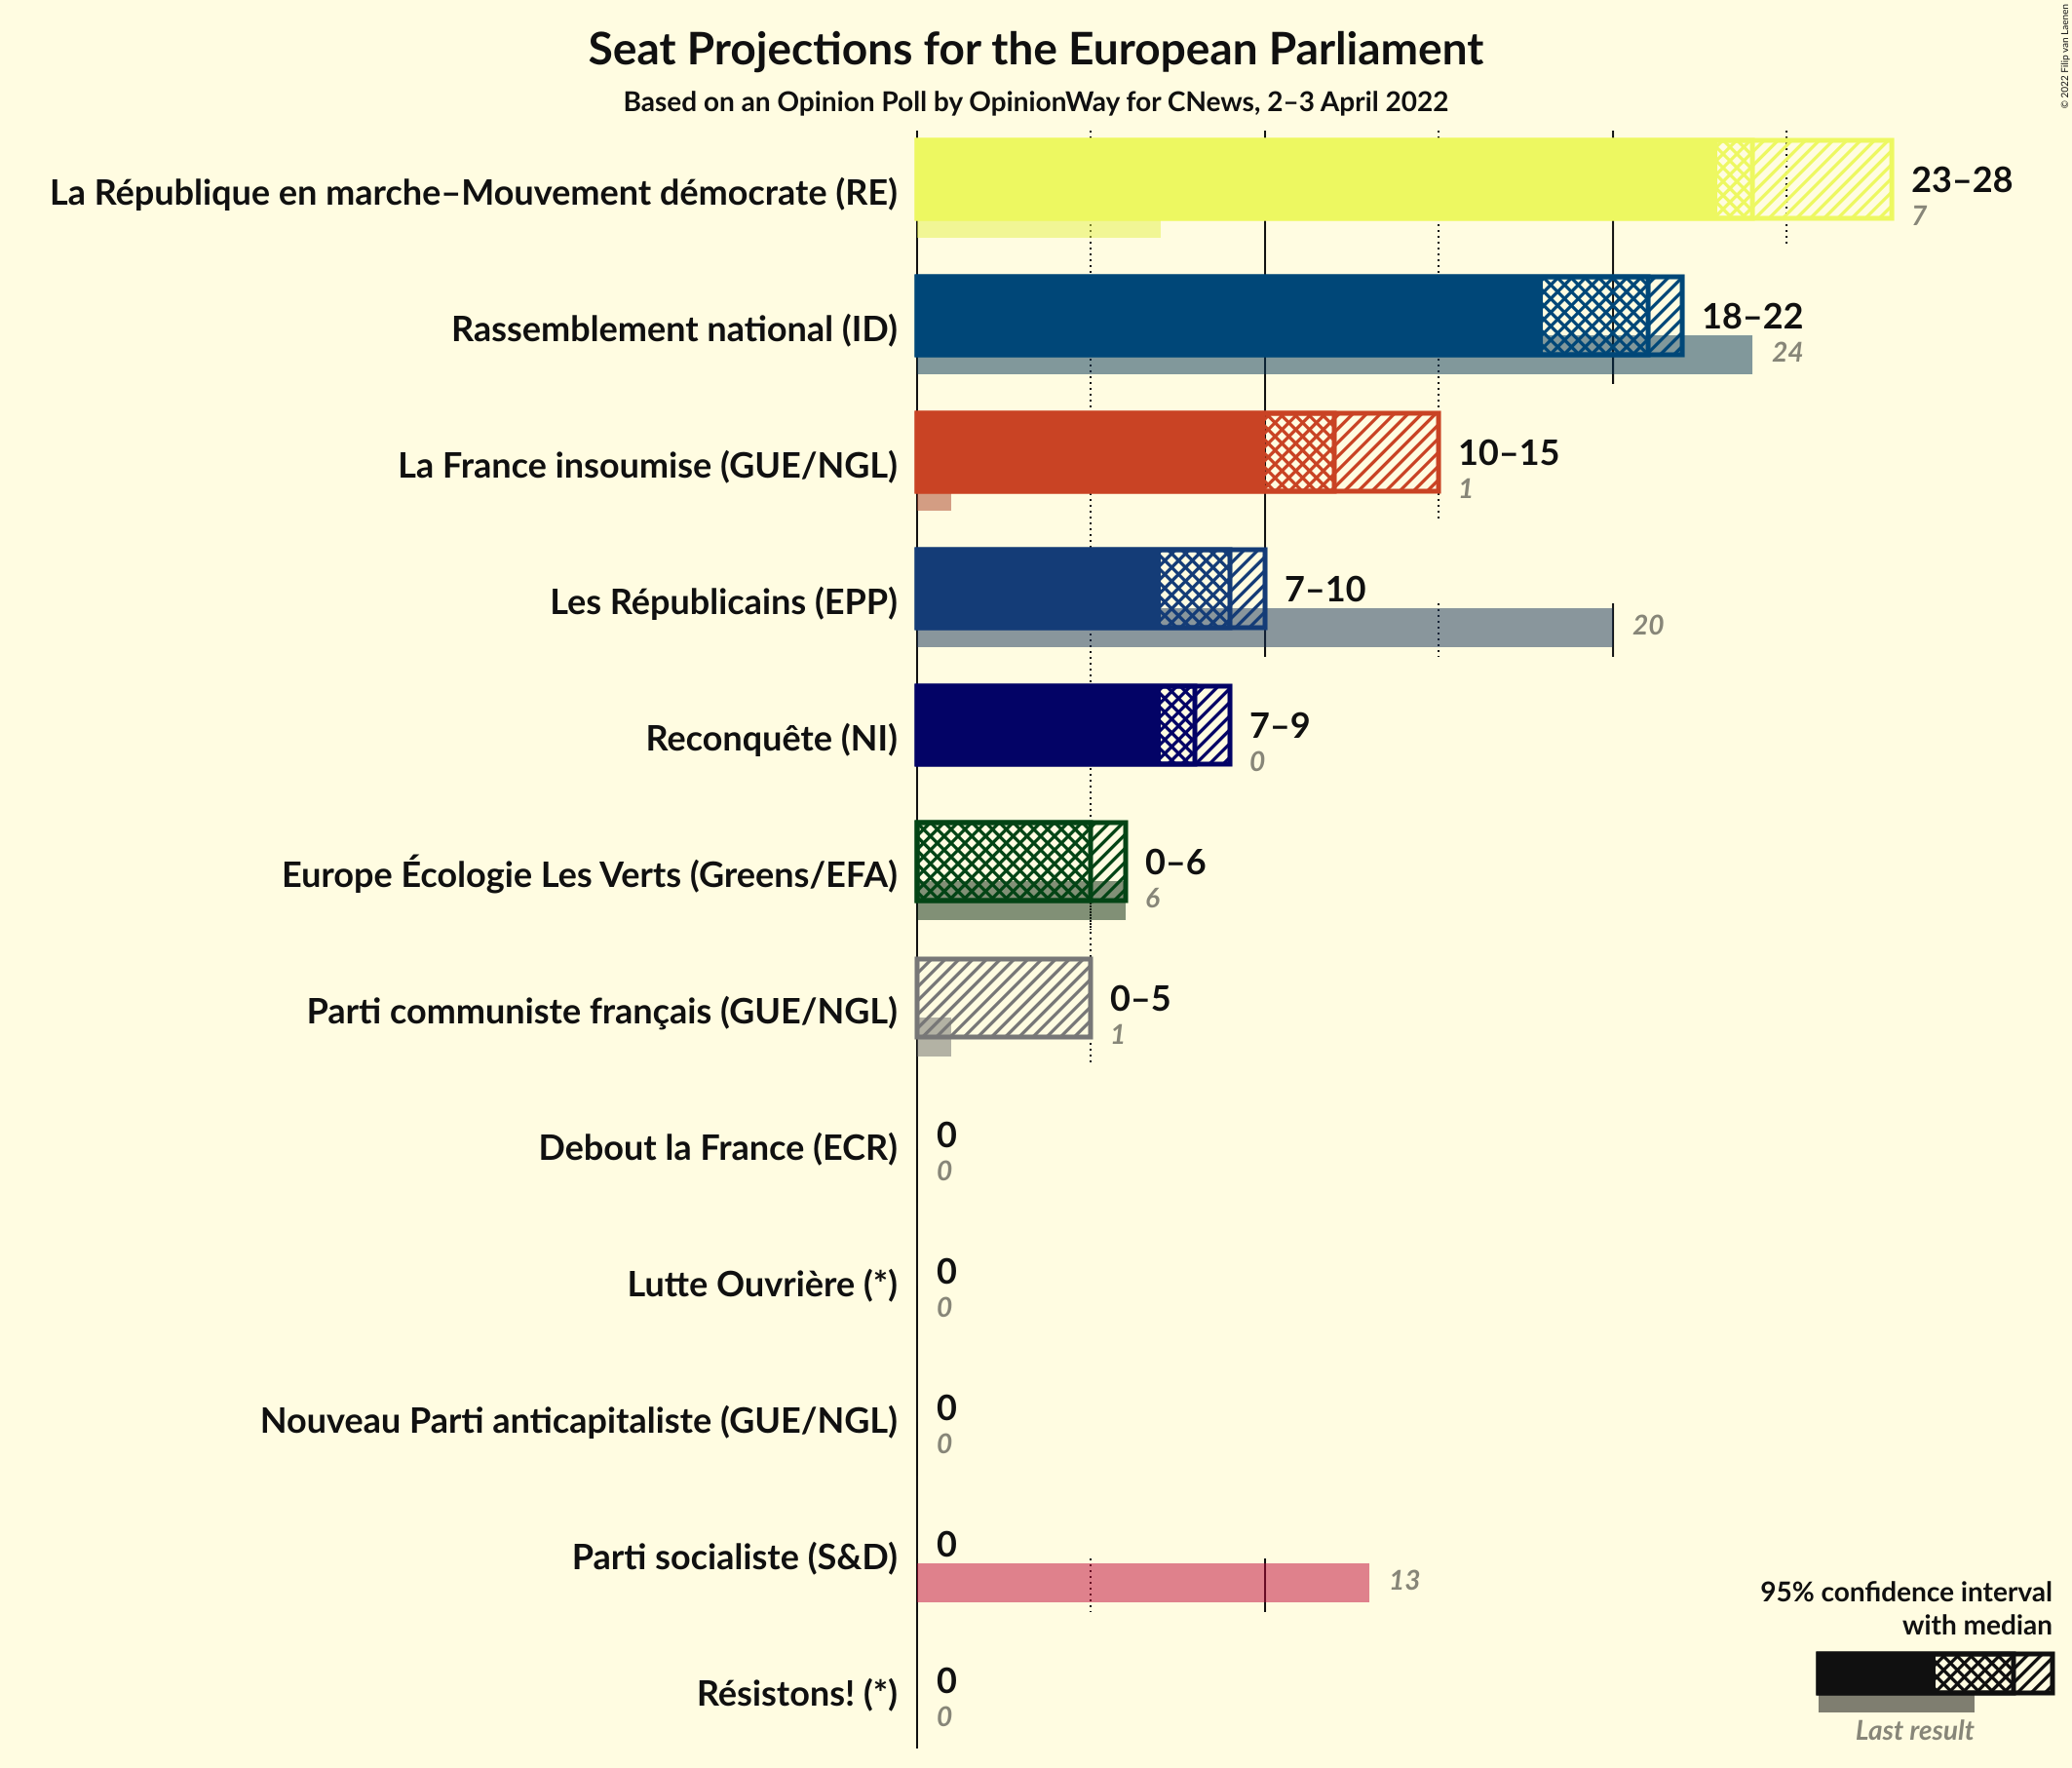 Seat Projections for the European Parliament
Based on an Opinion Poll by OpinionWay for CNews, 2–3 April 2022
© 2022 Filip van Laenen
La République en marche–Mouvement démocrate (RE)
23–28
7
Rassemblement national (ID)
18–22
24
La France insoumise (GUE/NGL)
10–15
1
Les Républicains (EPP)
7–10
20
Reconquête (NI)
7–9
0
Europe Écologie Les Verts (Greens/EFA)
0–6
6
Parti communiste français (GUE/NGL)
0–5
1
Debout la France (ECR)
0
0
Lutte Ouvrière (*)
0
0
Nouveau Parti anticapitaliste (GUE/NGL)
0
0
Parti socialiste (S&D)
0
13
Résistons! (*)
0
0
95% confidence interval
with median
Last result